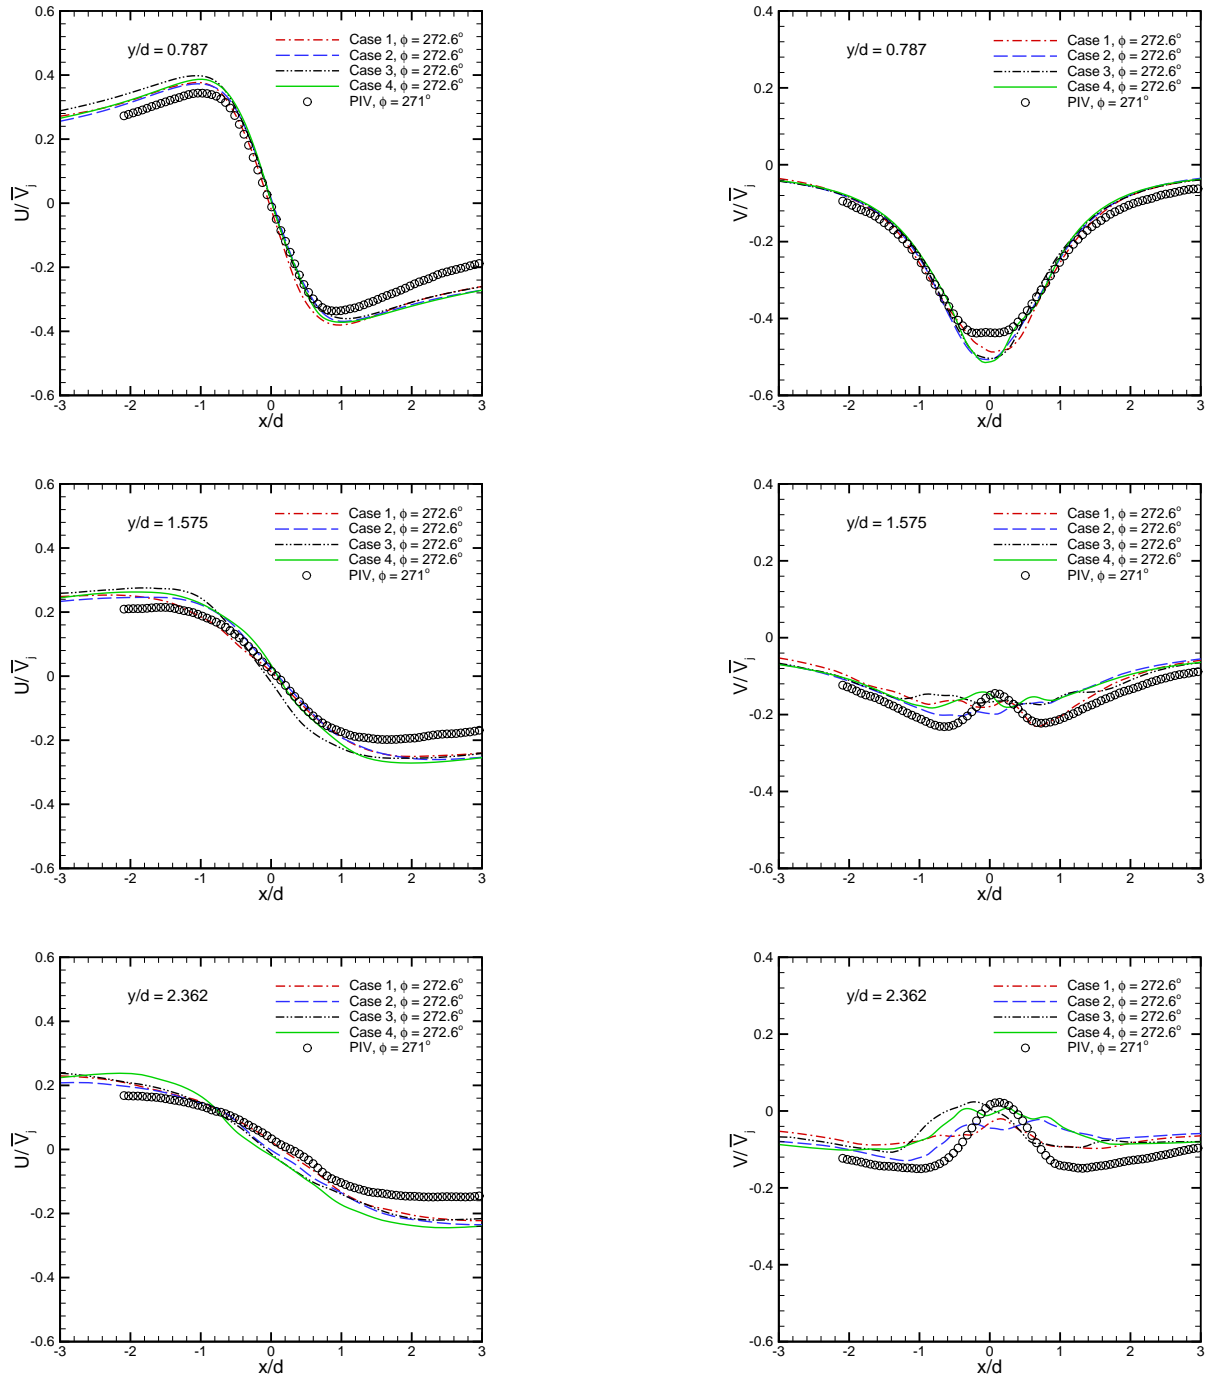 0.6
0.4
0.2
0
-0.2
-0.4
-0.6
U/V̅j
y/d = 0.787
Case 1, ϕ = 272.6°
Case 2, ϕ = 272.6°
Case 3, ϕ = 272.6°
Case 4, ϕ = 272.6°
PIV, ϕ = 271°
-3 -2 -1 0 1 2 3
x/d
0.4
0.2
0
-0.2
-0.4
-0.6
V/V̅j
y/d = 0.787
Case 1, ϕ = 272.6°
Case 2, ϕ = 272.6°
Case 3, ϕ = 272.6°
Case 4, ϕ = 272.6°
PIV, ϕ = 271°
-3 -2 -1 0 1 2 3
x/d
0.6
0.4
0.2
0
-0.2
-0.4
-0.6
U/V̅j
y/d = 1.575
Case 1, ϕ = 272.6°
Case 2, ϕ = 272.6°
Case 3, ϕ = 272.6°
Case 4, ϕ = 272.6°
PIV, ϕ = 271°
-3 -2 -1 0 1 2 3
x/d
0.4
0.2
0
-0.2
-0.4
-0.6
V/V̅j
y/d = 1.575
Case 1, ϕ = 272.6°
Case 2, ϕ = 272.6°
Case 3, ϕ = 272.6°
Case 4, ϕ = 272.6°
PIV, ϕ = 271°
-3 -2 -1 0 1 2 3
x/d
0.6
0.4
0.2
0
-0.2
-0.4
-0.6
U/V̅j
y/d = 2.362
Case 1, ϕ = 272.6°
Case 2, ϕ = 272.6°
Case 3, ϕ = 272.6°
Case 4, ϕ = 272.6°
PIV, ϕ = 271°
-3 -2 -1 0 1 2 3
x/d
0.4
0.2
0
-0.2
-0.4
-0.6
V/V̅j
y/d = 2.362
Case 1, ϕ = 272.6°
Case 2, ϕ = 272.6°
Case 3, ϕ = 272.6°
Case 4, ϕ = 272.6°
PIV, ϕ = 271°
-3 -2 -1 0 1 2 3
x/d